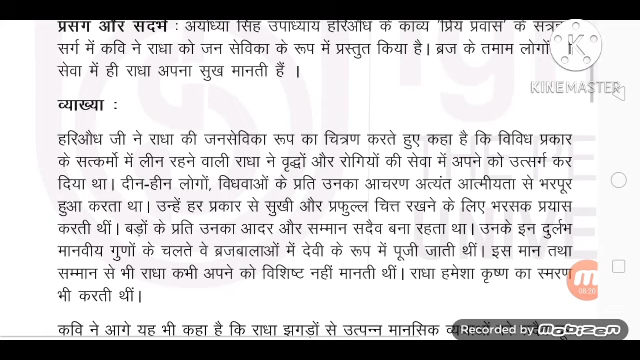 प्रसंग और संदर्भ : अयोध्या सिंह उपाध्याय हरिऔध के काव्य 'प्रिय प्रवास' के सत्रहवें
सर्ग में कवि ने राधा को जन सेविका के रूप में प्रस्तुत किया है। ब्रज के तमाम लोगों
सेवा में ही राधा अपना सुख मानती हैं ।
KINEMASTER
व्याख्या :
हरिऔध जी ने राधा की जनसेविका रूप का चित्रण करते हुए कहा है कि विविध प्रकार
के सत्कर्मो में लीन रहने वाली राधा ने वृद्धों और रोगियों की सेवा में अपने को उत्सर्ग कर
दिया था। दीन-हीन लोगों, विधवाओं के प्रति उनका आचरण अत्यंत आत्मीयता से भरपूर
हुआ करता था। उन्हें हर प्रकार से सुखी और प्रफुल्ल चित्त रखने के लिए भरसक प्रयास
करती थीं। बड़ों के प्रति उनका आदर और सम्मान सदैव बना रहता था। उनके इन दुर्लभ
मानवीय गुणों के चलते वे ब्रजबालाओं में देवी के रूप में पूजी जाती थीं। इस मान तथा
सम्मान से भी राधा कभी अपने को विशिष्ट नहीं मानती थीं। राधा हमेशा कृष्ण का स्मरण
भी करती थीं।
08:20
कवि ने आगे यह भी कहा है कि राधा झगड़ों से उत्पन्न मानसिक
Recorded by mobizen